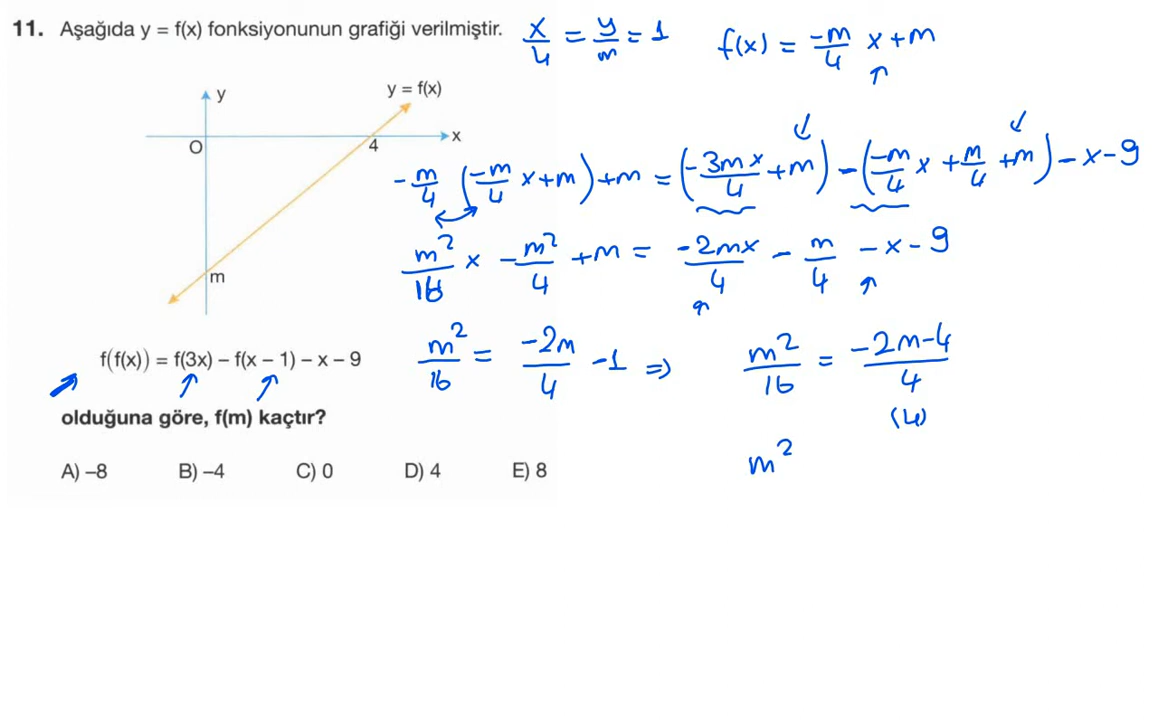 11. Aşağıda y = f(x) fonksiyonunun grafiği verilmiştir.
x/4 = y/m = 1
f(x) = -m/4 x + m
y
y = f(x)
x
O
4
m
-m/4 (-m/4 x + m) + m = (-3mx/4 + m) - (-m/4 x + m/4 + m) - x - 9
m²/16 x - m²/4 + m = -2mx/4 - m/4 - x - 9
f(f(x)) = f(3x) – f(x – 1) – x – 9
m²/16 = -2m/4 - 1 ⇒ m²/16 = -2m-4/4
(4)
olduğuna göre, f(m) kaçtır?
m²
A) –8 B) –4 C) 0 D) 4 E) 8